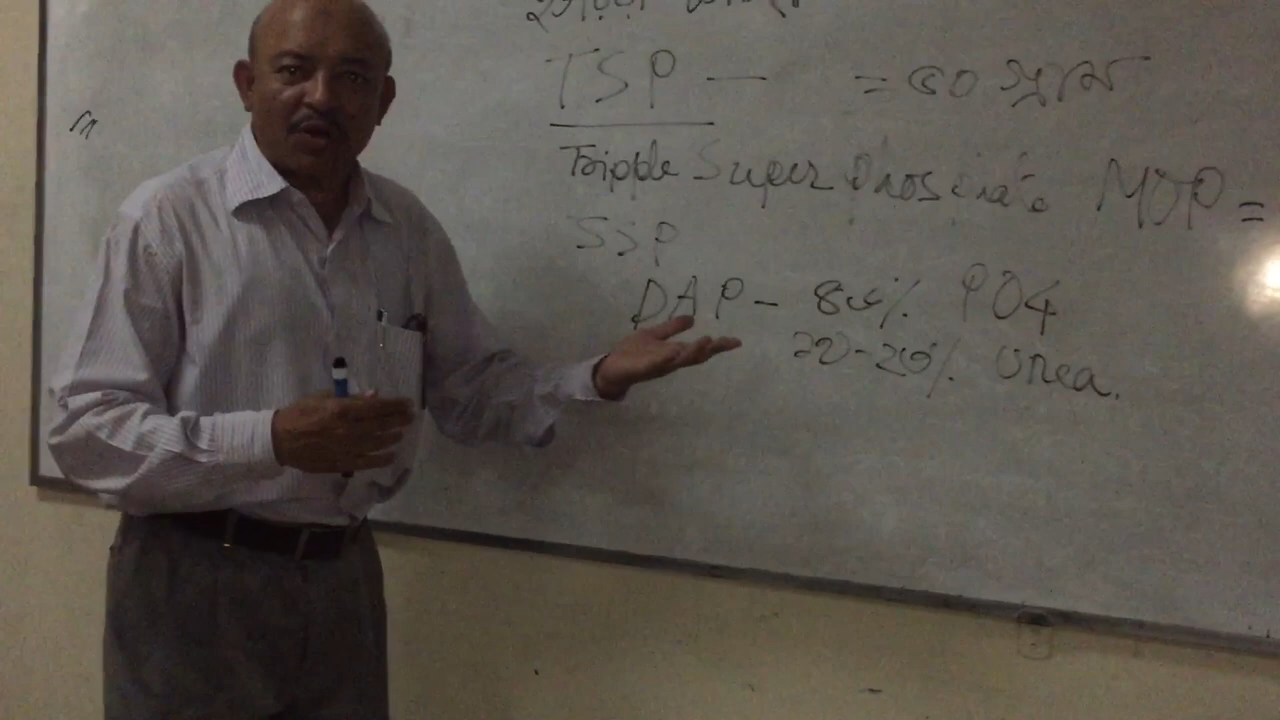 TSP — = ৫০ গ্রাম
Tripple Super Phosphate MOP =
SSP
DAP – 80% PO4
20-20% Urea.